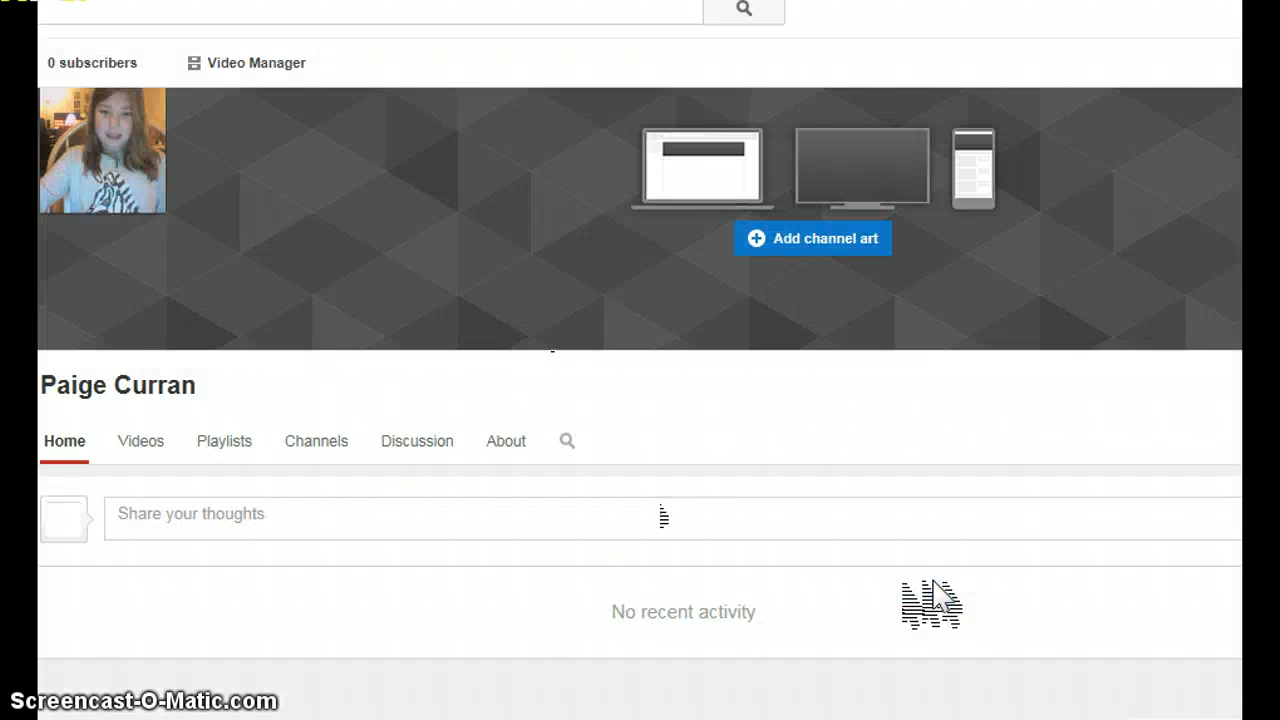 0 subscribers Video Manager
Add channel art
Paige Curran
Home Videos Playlists Channels Discussion About
Share your thoughts
No recent activity
Screencast-O-Matic.com